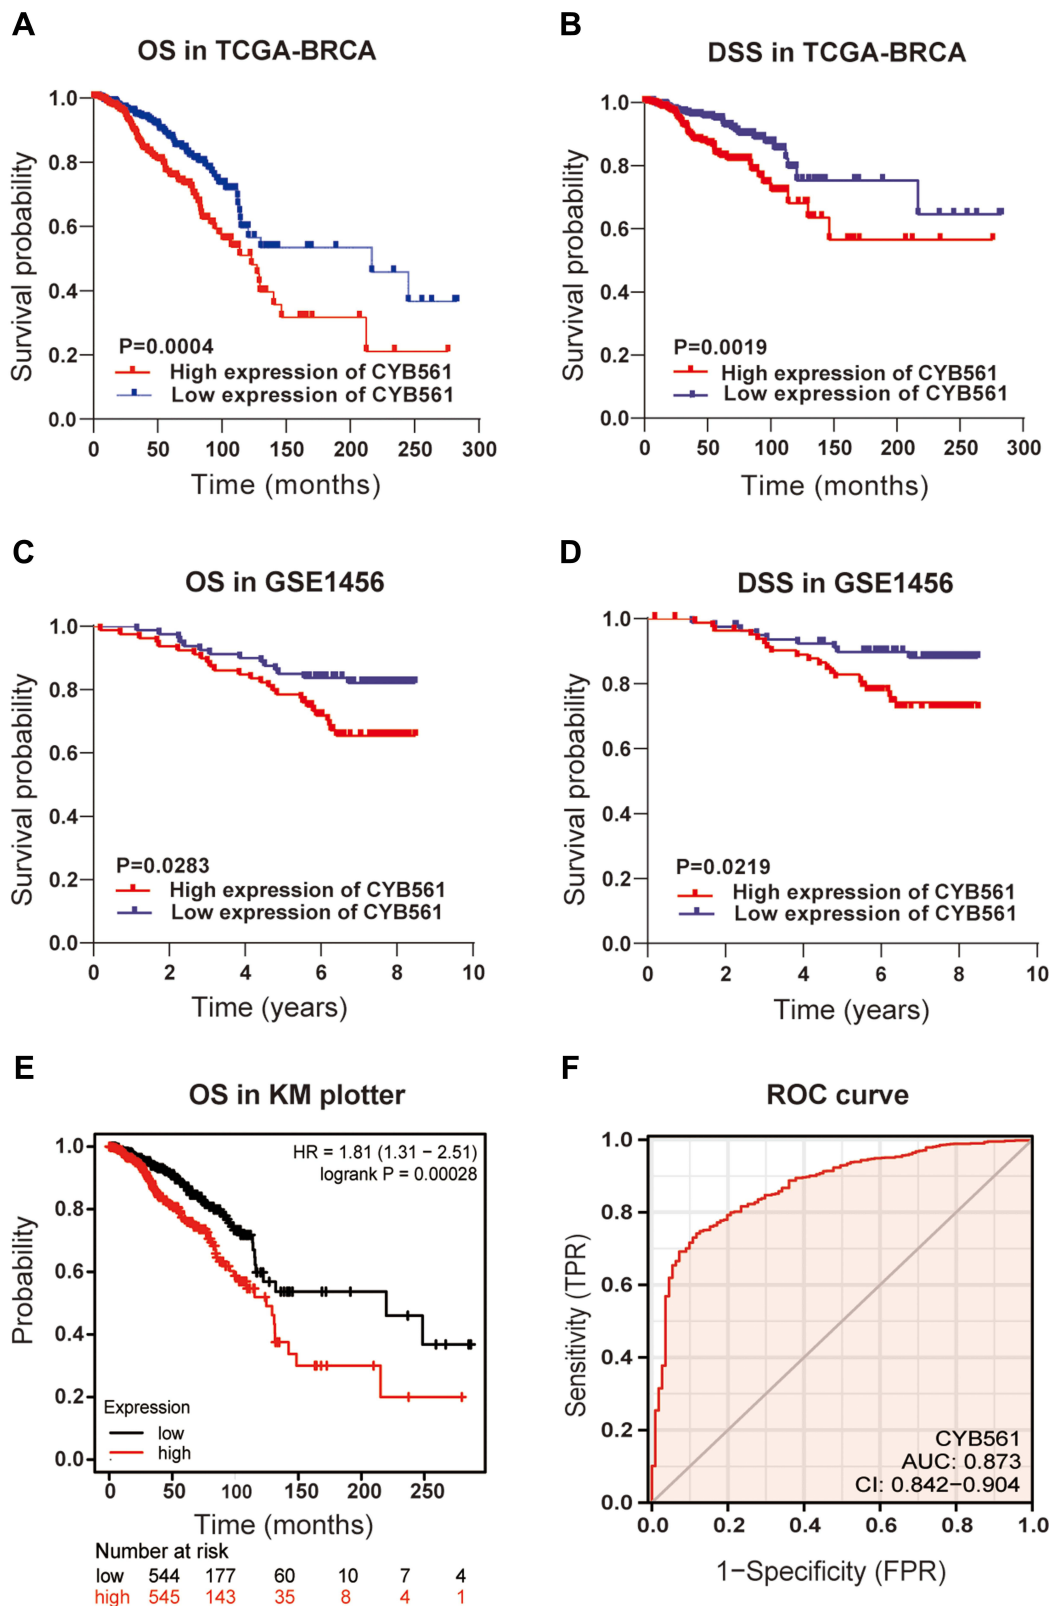 A
OS in TCGA-BRCA
Survival probability
1.0
0.8
0.6
0.4
0.2
0.0
P=0.0004
High expression of CYB561
Low expression of CYB561
0 50 100 150 200 250 300
Time (months)
B
DSS in TCGA-BRCA
Survival probability
1.0
0.8
0.6
0.4
0.2
0.0
P=0.0019
High expression of CYB561
Low expression of CYB561
0 50 100 150 200 250 300
Time (months)
C
OS in GSE1456
Survival probability
1.0
0.8
0.6
0.4
0.2
0.0
P=0.0283
High expression of CYB561
Low expression of CYB561
0 2 4 6 8 10
Time (years)
D
DSS in GSE1456
Survival probability
1.0
0.8
0.6
0.4
0.2
0.0
P=0.0219
High expression of CYB561
Low expression of CYB561
0 2 4 6 8 10
Time (years)
E
OS in KM plotter
Probability
1.0
0.8
0.6
0.4
0.2
0.0
HR = 1.81 (1.31 − 2.51)
logrank P = 0.00028
Expression
low
high
0 50 100 150 200 250
Time (months)
Number at risk
low 544 177 60 10 7 4
high 545 143 35 8 4 1
F
ROC curve
Sensitivity (TPR)
1.0
0.8
0.6
0.4
0.2
0.0
CYB561
AUC: 0.873
CI: 0.842−0.904
0.0 0.2 0.4 0.6 0.8 1.0
1−Specificity (FPR)